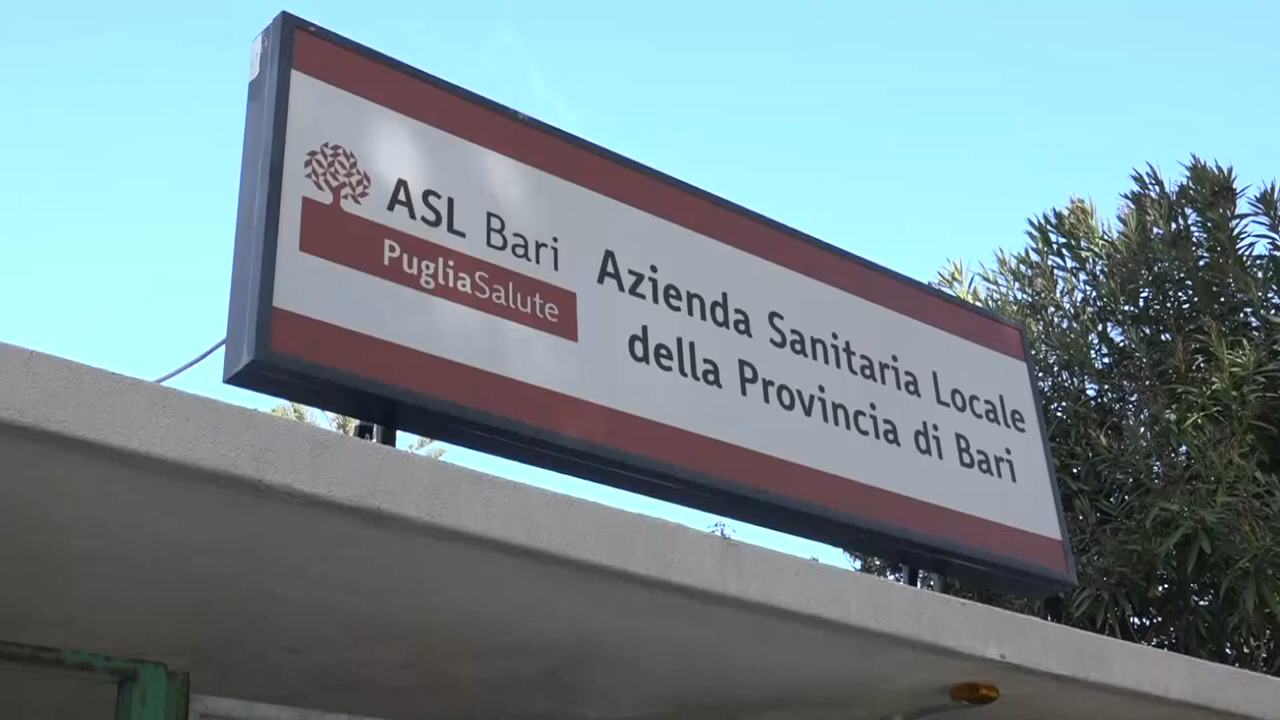 ASL Bari
PugliaSalute
Azienda Sanitaria Locale
della Provincia di Bari